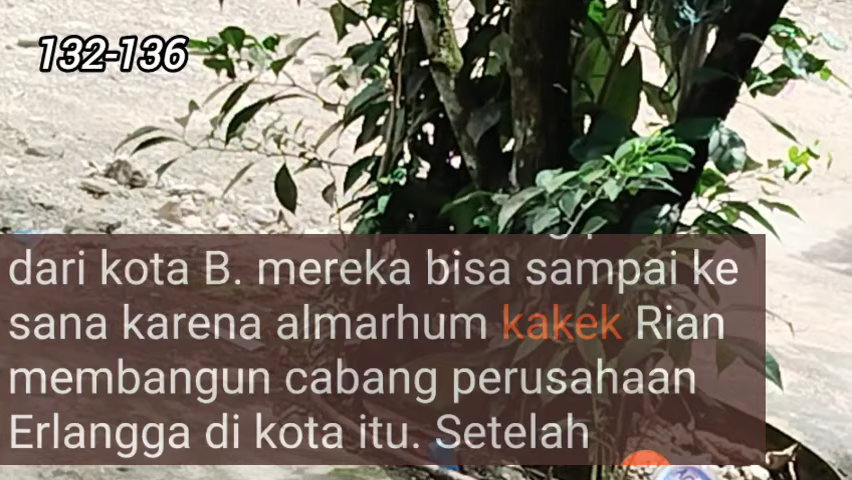 132-136
dari kota B. mereka bisa sampai ke
sana karena almarhum kakek Rian
membangun cabang perusahaan
Erlangga di kota itu. Setelah